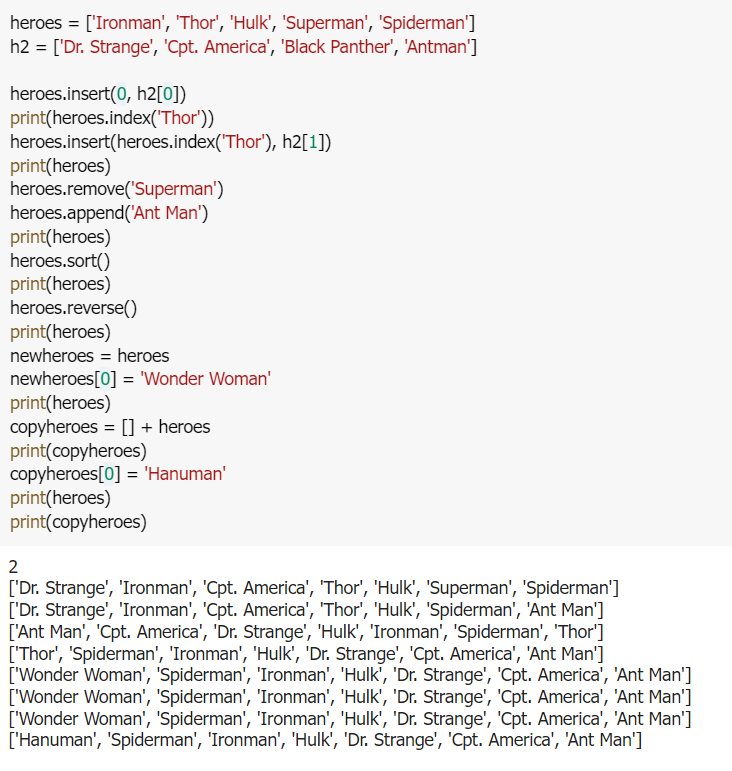 heroes = ['Ironman', 'Thor', 'Hulk', 'Superman', 'Spiderman']
h2 = ['Dr. Strange', 'Cpt. America', 'Black Panther', 'Antman']
heroes.insert(0, h2[0])
print(heroes.index('Thor'))
heroes.insert(heroes.index('Thor'), h2[1])
print(heroes)
heroes.remove('Superman')
heroes.append('Ant Man')
print(heroes)
heroes.sort()
print(heroes)
heroes.reverse()
print(heroes)
newheroes = heroes
newheroes[0] = 'Wonder Woman'
print(heroes)
copyheroes = [] + heroes
print(copyheroes)
copyheroes[0] = 'Hanuman'
print(heroes)
print(copyheroes)
2
['Dr. Strange', 'Ironman', 'Cpt. America', 'Thor', 'Hulk', 'Superman', 'Spiderman']
['Dr. Strange', 'Ironman', 'Cpt. America', 'Thor', 'Hulk', 'Spiderman', 'Ant Man']
['Ant Man', 'Cpt. America', 'Dr. Strange', 'Hulk', 'Ironman', 'Spiderman', 'Thor']
['Thor', 'Spiderman', 'Ironman', 'Hulk', 'Dr. Strange', 'Cpt. America', 'Ant Man']
['Wonder Woman', 'Spiderman', 'Ironman', 'Hulk', 'Dr. Strange', 'Cpt. America', 'Ant Man']
['Wonder Woman', 'Spiderman', 'Ironman', 'Hulk', 'Dr. Strange', 'Cpt. America', 'Ant Man']
['Wonder Woman', 'Spiderman', 'Ironman', 'Hulk', 'Dr. Strange', 'Cpt. America', 'Ant Man']
['Hanuman', 'Spiderman', 'Ironman', 'Hulk', 'Dr. Strange', 'Cpt. America', 'Ant Man']